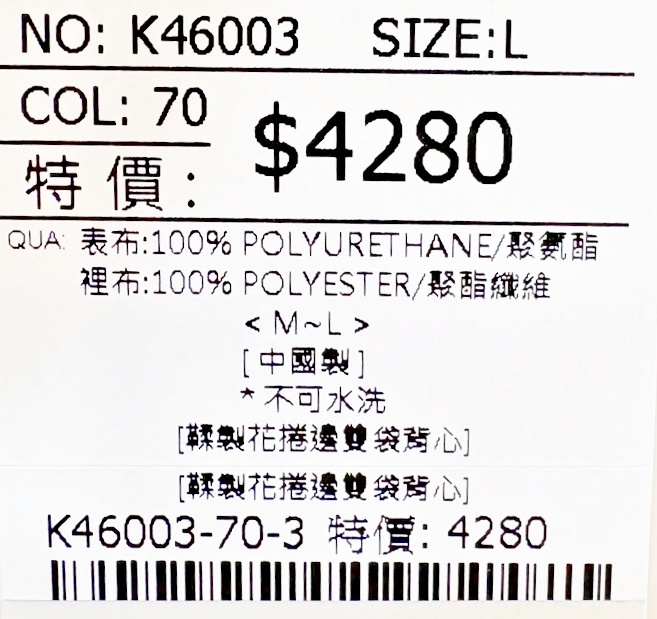 NO: K46003 SIZE:L
COL: 70
$4280
特價:
QUA: 表布:100% POLYURETHANE/聚氨酯
裡布:100% POLYESTER/聚酯纖維
< M~L >
[ 中國製 ]
* 不可水洗
[鞣製花捲邊雙袋背心]
[鞣製花捲邊雙袋背心]
K46003-70-3 特價: 4280